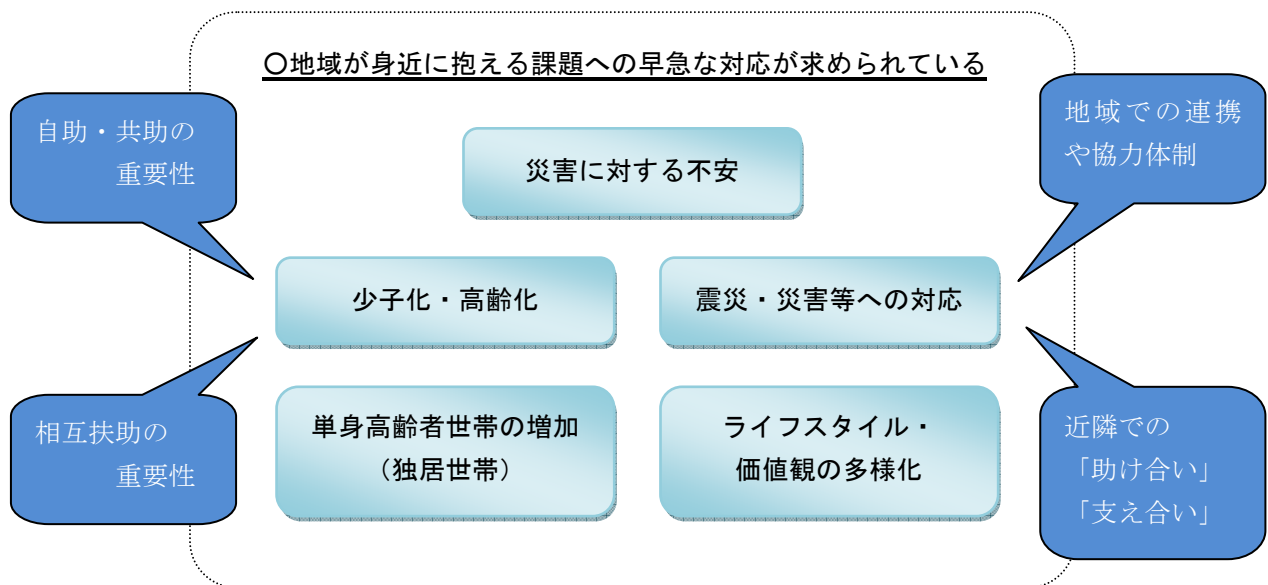 〇地域が身近に抱える課題への早急な対応が求められている
自助・共助の
重要性
地域での連携
や協力体制
災害に対する不安
少子化・高齢化
震災・災害等への対応
相互扶助の
重要性
単身高齢者世帯の増加
（独居世帯）
ライフスタイル・
価値観の多様化
近隣での
「助け合い」
「支え合い」